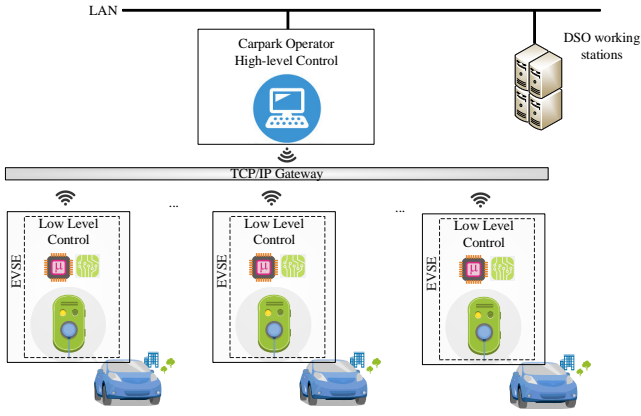 LAN
Carpark Operator
High-level Control
DSO working
stations
TCP/IP Gateway
...
...
EVSE
Low Level
Control
µ
EVSE
Low Level
Control
µ
EVSE
Low Level
Control
µ